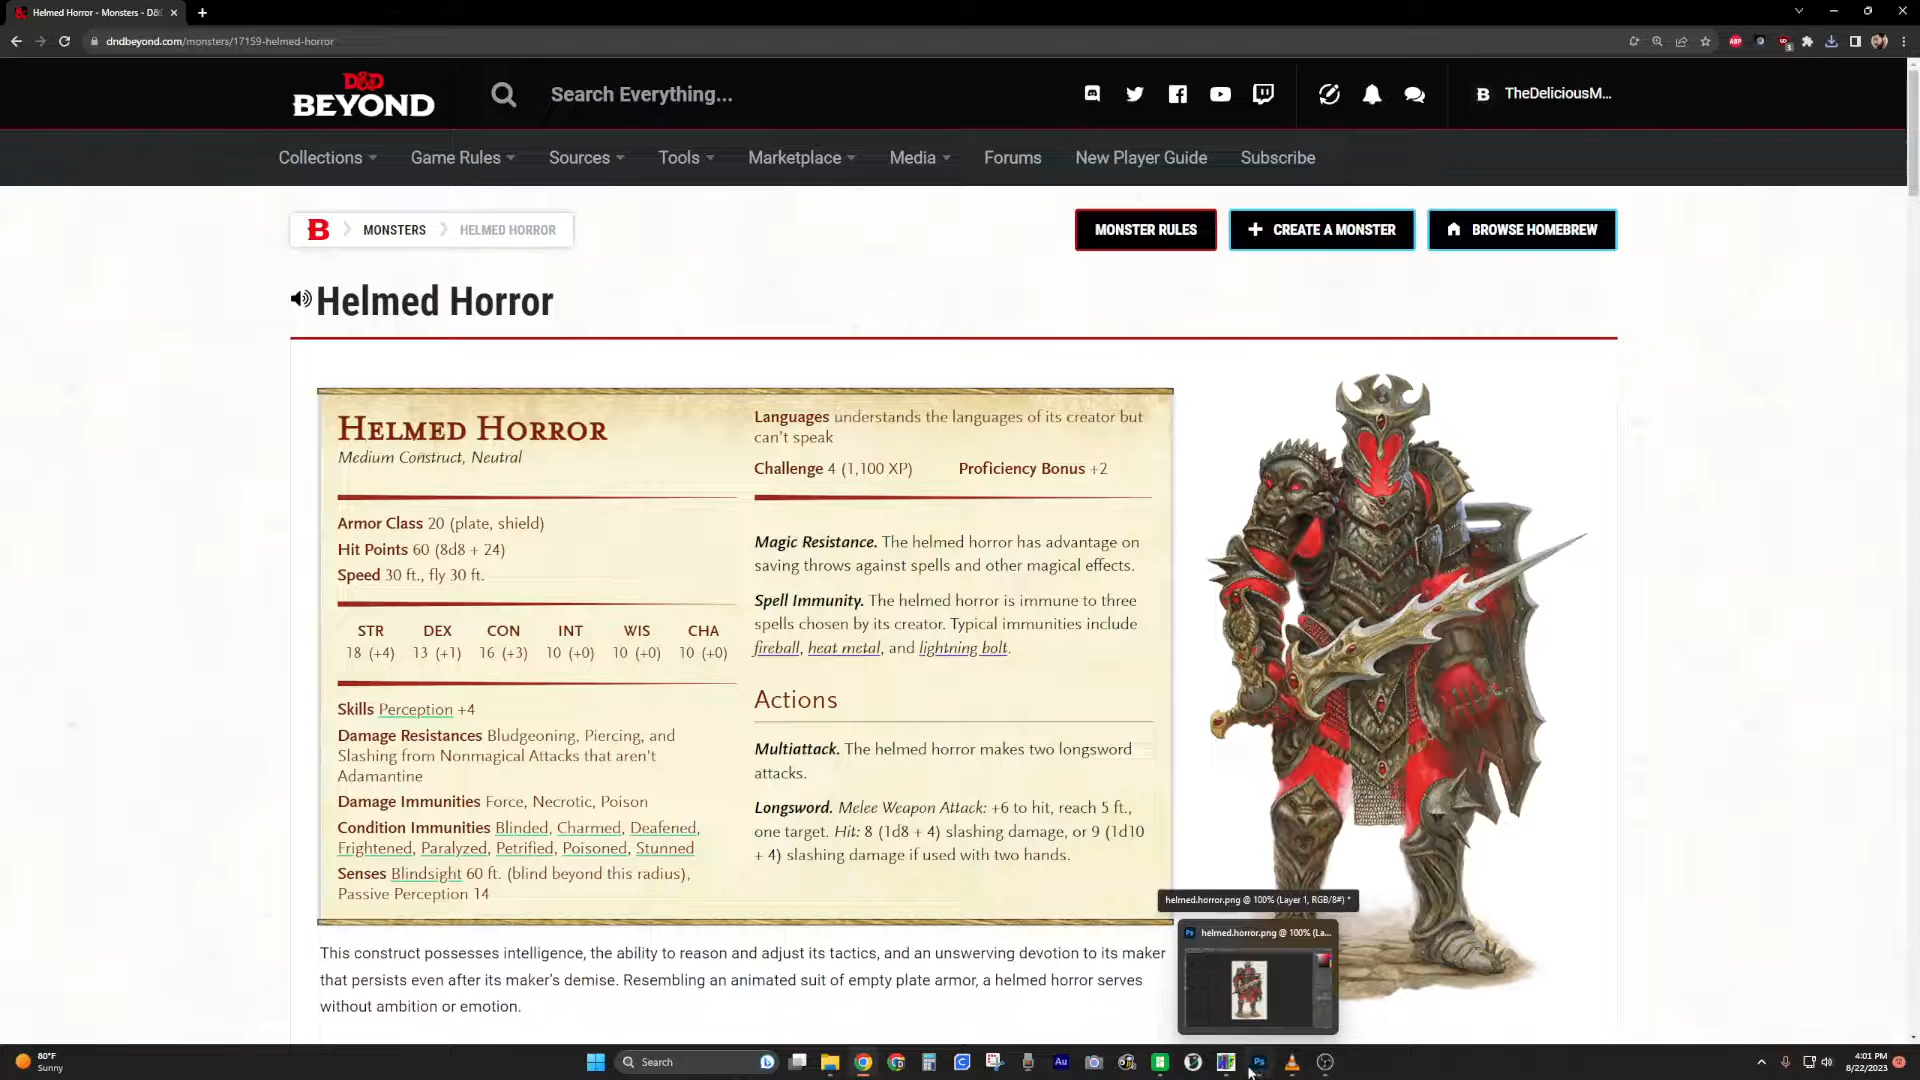 Helmed Horror - Monsters - D&
dndbeyond.com/monsters/17159-helmed-horror
ABP
3
D&D
BEYOND
Search Everything...
B
TheDeliciousM...
Collections
Game Rules
Sources
Tools
Marketplace
Media
Forums
New Player Guide
Subscribe
B
MONSTERS
HELMED HORROR
MONSTER RULES
CREATE A MONSTER
BROWSE HOMEBREW
Helmed Horror
HELMED HORROR
Medium Construct, Neutral
Armor Class 20 (plate, shield)
Hit Points 60 (8d8 + 24)
Speed 30 ft., fly 30 ft.
STR DEX CON INT WIS CHA
18 (+4) 13 (+1) 16 (+3) 10 (+0) 10 (+0) 10 (+0)
Skills Perception +4
Damage Resistances Bludgeoning, Piercing, and
Slashing from Nonmagical Attacks that aren't
Adamantine
Damage Immunities Force, Necrotic, Poison
Condition Immunities Blinded, Charmed, Deafened,
Frightened, Paralyzed, Petrified, Poisoned, Stunned
Senses Blindsight 60 ft. (blind beyond this radius),
Passive Perception 14
Languages understands the languages of its creator but
can't speak
Challenge 4 (1,100 XP) Proficiency Bonus +2
Magic Resistance. The helmed horror has advantage on
saving throws against spells and other magical effects.
Spell Immunity. The helmed horror is immune to three
spells chosen by its creator. Typical immunities include
fireball, heat metal, and lightning bolt.
Actions
Multiattack. The helmed horror makes two longsword
attacks.
Longsword. Melee Weapon Attack: +6 to hit, reach 5 ft.,
one target. Hit: 8 (1d8 + 4) slashing damage, or 9 (1d10
+ 4) slashing damage if used with two hands.
This construct possesses intelligence, the ability to reason and adjust its tactics, and an unswerving devotion to its maker
that persists even after its maker's demise. Resembling an animated suit of empty plate armor, a helmed horror serves
without ambition or emotion.
helmed.horror.png @ 100% (Layer 1, RGB/8#) *
Ps
helmed.horror.png @ 100% (La...
80°F
Sunny
Search
Au
Ps
4:01 PM
8/22/2023